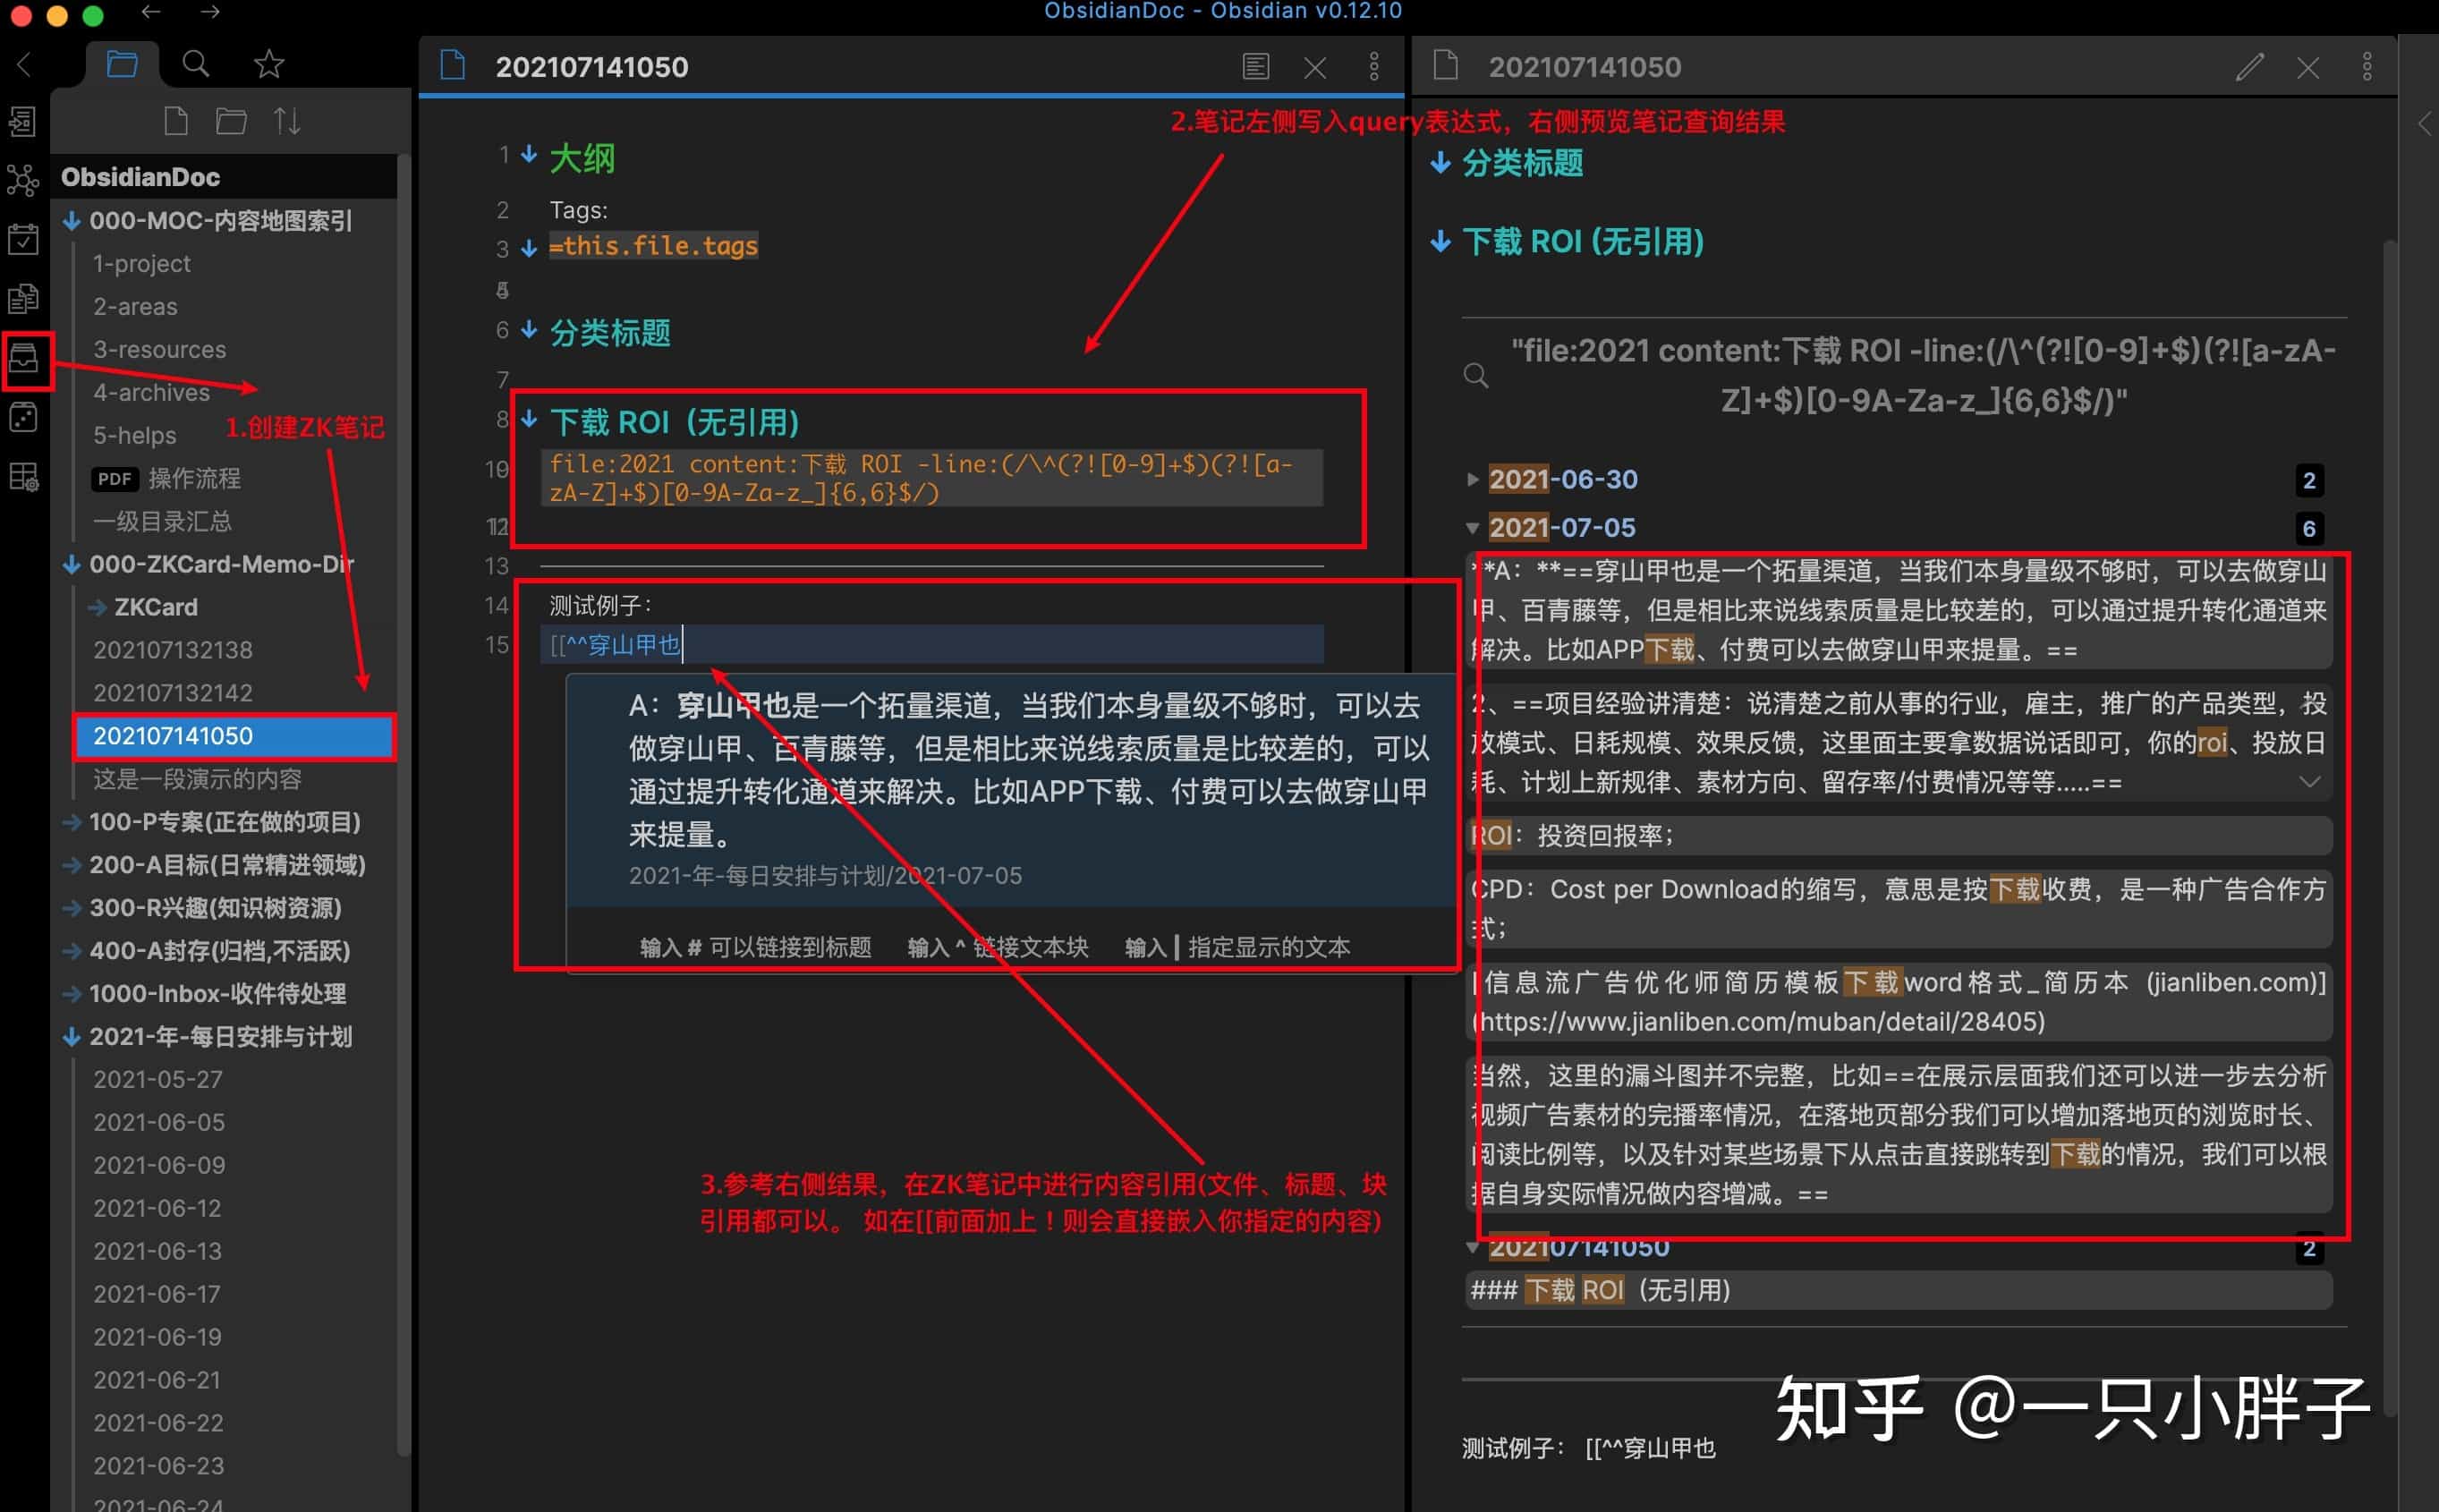 ObsidianDoc - Obsidian v0.12.10
ObsidianDoc
000-MOC-内容地图索引
1-project
2-areas
3-resources
4-archives
1.创建ZK笔记
5-helps
PDF 操作流程
一级目录汇总
000-ZKCard-Memo-Dir
ZKCard
202107132138
202107132142
202107141050
这是一段演示的内容
100-P专案(正在做的项目)
200-A目标(日常精进领域)
300-R兴趣(知识树资源)
400-A封存(归档,不活跃)
1000-Inbox-收件待处理
2021-年-每日安排与计划
2021-05-27
2021-06-05
2021-06-09
2021-06-12
2021-06-13
2021-06-17
2021-06-19
2021-06-21
2021-06-22
2021-06-23
2021-06-24
202107141050
2.笔记左侧写入query表达式，右侧预览笔记查询结果
1 大纲
2 Tags:
3 =this.file.tags
6 分类标题
7
8 下载 ROI（无引用)
file:2021 content:下载 ROI -line:(/\^(?![0-9]+$)(?![a-
zA-Z]+$)[0-9A-Za-z_]{6,6}$/)
13
14 测试例子：
15 [[^^穿山甲也
A：穿山甲也是一个拓量渠道，当我们本身量级不够时，可以去
做穿山甲、百青藤等，但是相比来说线索质量是比较差的，可以
通过提升转化通道来解决。比如APP下载、付费可以去做穿山甲
来提量。
2021-年-每日安排与计划/2021-07-05
输入 # 可以链接到标题 输入 ^ 链接文本块 输入 | 指定显示的文本
3.参考右侧结果，在ZK笔记中进行内容引用(文件、标题、块
引用都可以。 如在[[前面加上！则会直接嵌入你指定的内容)
202107141050
分类标题
下载 ROI (无引用)
"file:2021 content:下载 ROI -line:(/\^(?![0-9]+$)(?![a-zA-
Z]+$)[0-9A-Za-z_]{6,6}$/)"
2021-06-30 2
2021-07-05 6
**A：**==穿山甲也是一个拓量渠道，当我们本身量级不够时，可以去做穿山
甲、百青藤等，但是相比来说线索质量是比较差的，可以通过提升转化通道来
解决。比如APP下载、付费可以去做穿山甲来提量。==
2、==项目经验讲清楚：说清楚之前从事的行业，雇主，推广的产品类型，投
放模式、日耗规模、效果反馈，这里面主要拿数据说话即可，你的roi、投放日
耗、计划上新规律、素材方向、留存率/付费情况等等.....==
ROI：投资回报率；
CPD：Cost per Download的缩写，意思是按下载收费，是一种广告合作方
式；
[信息流广告优化师简历模板下载word格式_简历本 (jianliben.com)]
(https://www.jianliben.com/muban/detail/28405)
当然，这里的漏斗图并不完整，比如==在展示层面我们还可以进一步去分析
视频广告素材的完播率情况，在落地页部分我们可以增加落地页的浏览时长、
阅读比例等，以及针对某些场景下从点击直接跳转到下载的情况，我们可以根
据自身实际情况做内容增减。==
202107141050 2
### 下载 ROI（无引用)
测试例子： [[^^穿山甲也
知乎 @一只小胖子